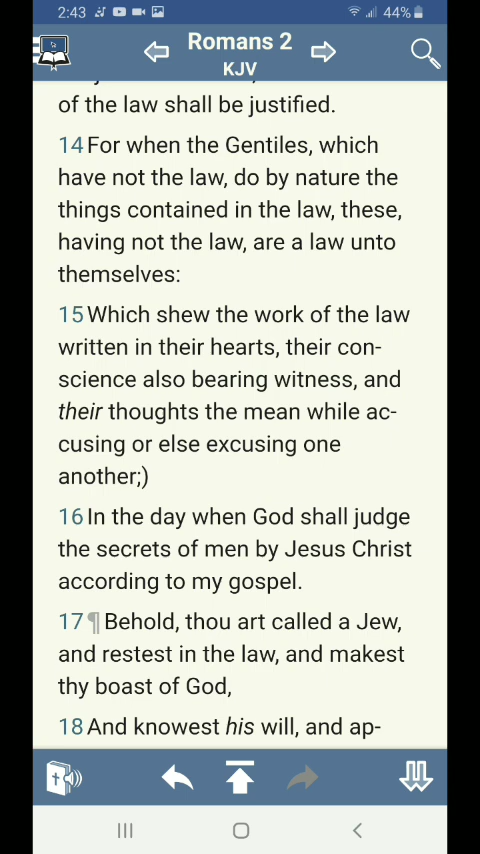 2:43
44%
Romans 2
KJV
of the law shall be justified.
14 For when the Gentiles, which
have not the law, do by nature the
things contained in the law, these,
having not the law, are a law unto
themselves:
15 Which shew the work of the law
written in their hearts, their con-
science also bearing witness, and
their thoughts the mean while ac-
cusing or else excusing one
another;)
16 In the day when God shall judge
the secrets of men by Jesus Christ
according to my gospel.
17 ¶ Behold, thou art called a Jew,
and restest in the law, and makest
thy boast of God,
18 And knowest his will, and ap-